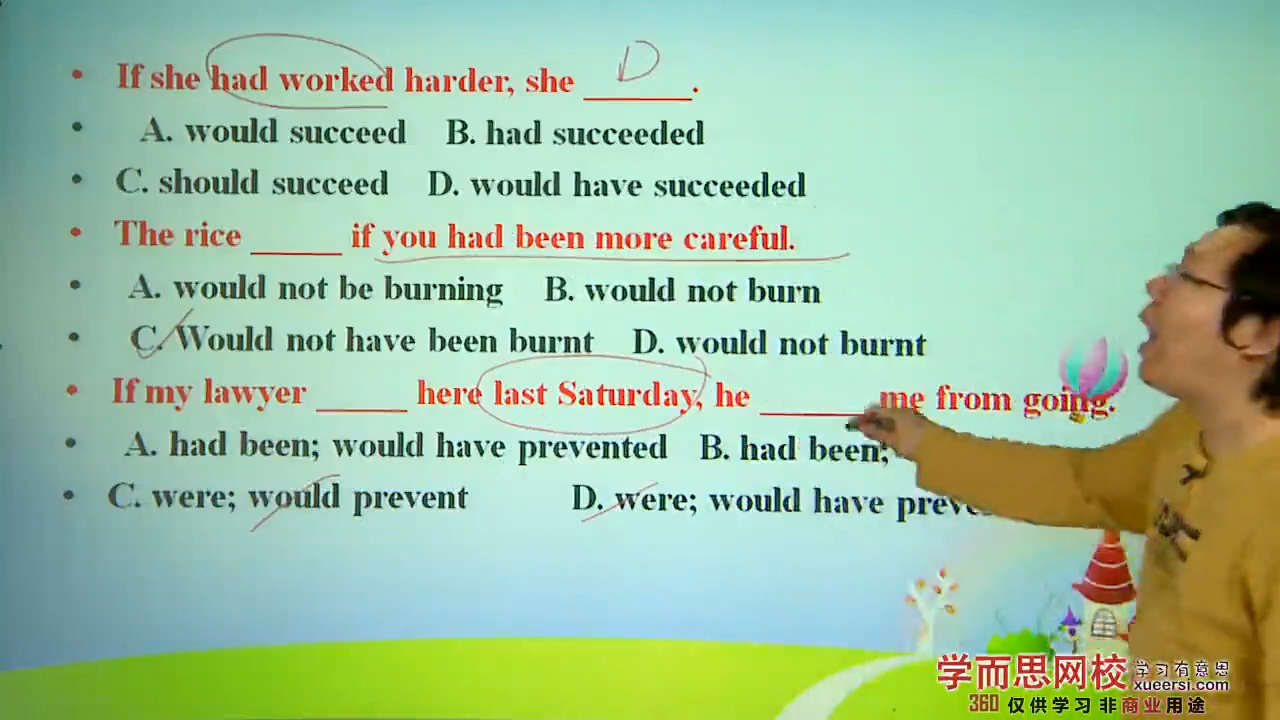 • If she had worked harder, she D.
• A. would succeed B. had succeeded
• C. should succeed D. would have succeeded
• The rice _____ if you had been more careful.
• A. would not be burning B. would not burn
• C. Would not have been burnt D. would not burnt
• If my lawyer _____ here last Saturday, he ______ me from going.
• A. had been; would have prevented B. had been;
• C. were; would prevent D. were; would have
学而思网校 学习有意思
xueersi.com
360 仅供学习 非商业用途